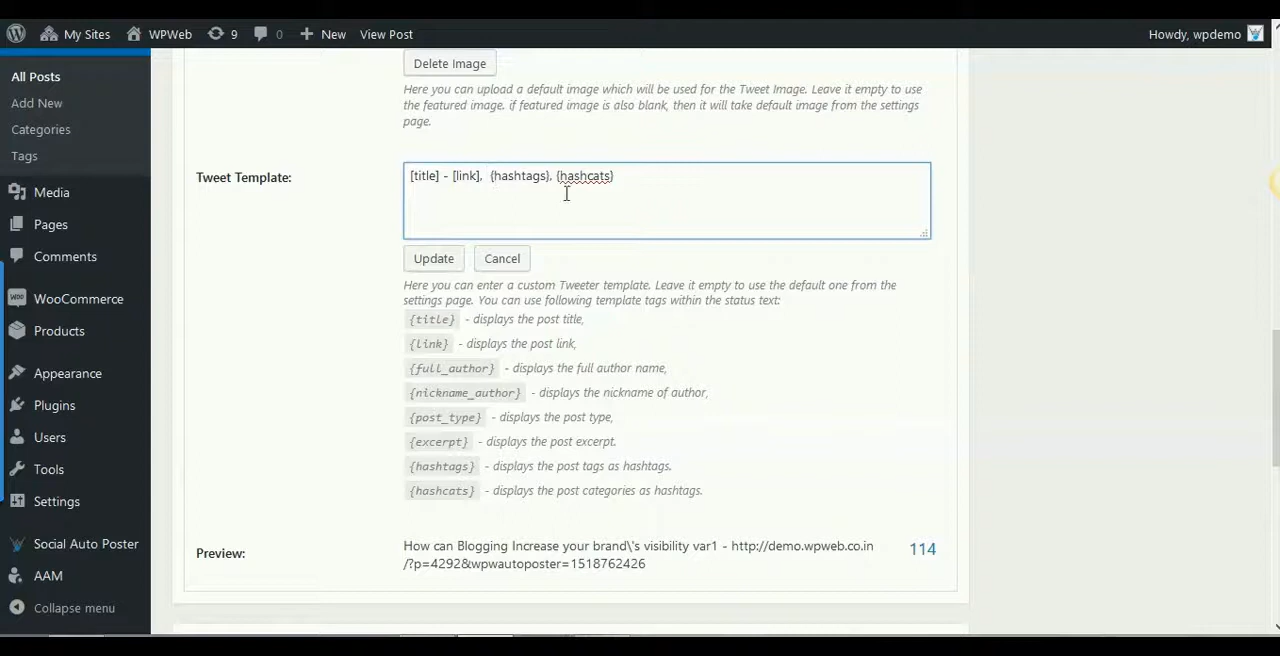 My Sites
WPWeb
9
0
New
View Post
Howdy, wpdemo
All Posts
Add New
Categories
Tags
Media
Pages
Comments
WooCommerce
Products
Appearance
Plugins
Users
Tools
Settings
Social Auto Poster
AAM
Collapse menu
Delete Image
Here you can upload a default image which will be used for the Tweet Image. Leave it empty to use
the featured image. if featured image is also blank, then it will take default image from the settings
page.
Tweet Template:
[title] - [link],  {hashtags}, {hashcats}
Update
Cancel
Here you can enter a custom Tweeter template. Leave it empty to use the default one from the
settings page. You can use following template tags within the status text:
{title} - displays the post title,
{link} - displays the post link,
{full_author} - displays the full author name,
{nickname_author} - displays the nickname of author,
{post_type} - displays the post type,
{excerpt} - displays the post excerpt.
{hashtags} - displays the post tags as hashtags.
{hashcats} - displays the post categories as hashtags.
Preview:
How can Blogging Increase your brand\'s visibility var1 - http://demo.wpweb.co.in
/?p=4292&wpwautoposter=1518762426
114